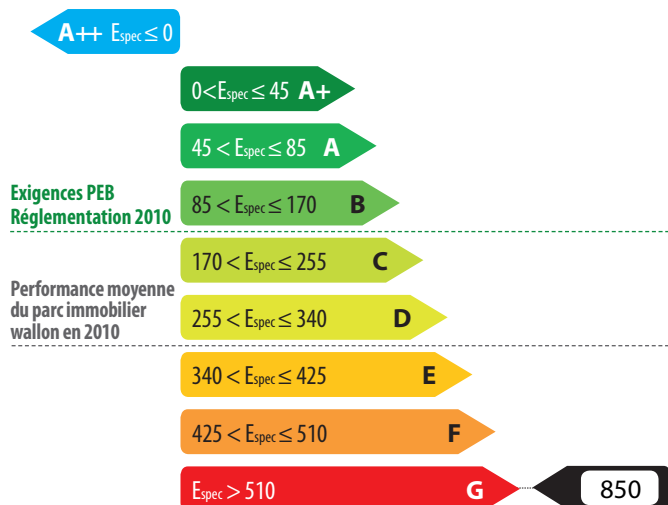 A++ Espec ≤ 0
0<Espec ≤ 45 A+
45 < Espec ≤ 85 A
Exigences PEB
Réglementation 2010
85 < Espec ≤ 170 B
170 < Espec ≤ 255 C
Performance moyenne
du parc immobilier
wallon en 2010
255 < Espec ≤ 340 D
340 < Espec ≤ 425 E
425 < Espec ≤ 510 F
Espec > 510 G 850